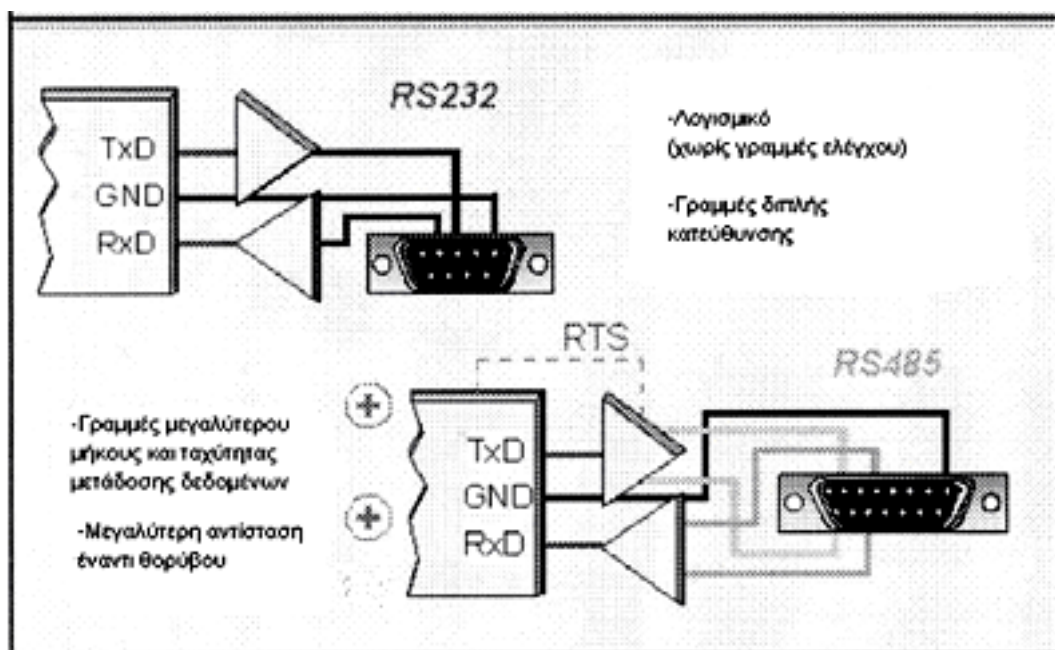 RS232
TxD
GND
RxD
-Λογισμικό
(χωρίς γραμμές ελέγχου)
-Γραμμές διπλής
κατεύθυνσης
RTS
RS485
-Γραμμές μεγαλύτερου
μήκους και ταχύτητας
μετάδοσης δεδομένων
-Μεγαλύτερη αντίσταση
έναντι θορύβου
TxD
GND
RxD